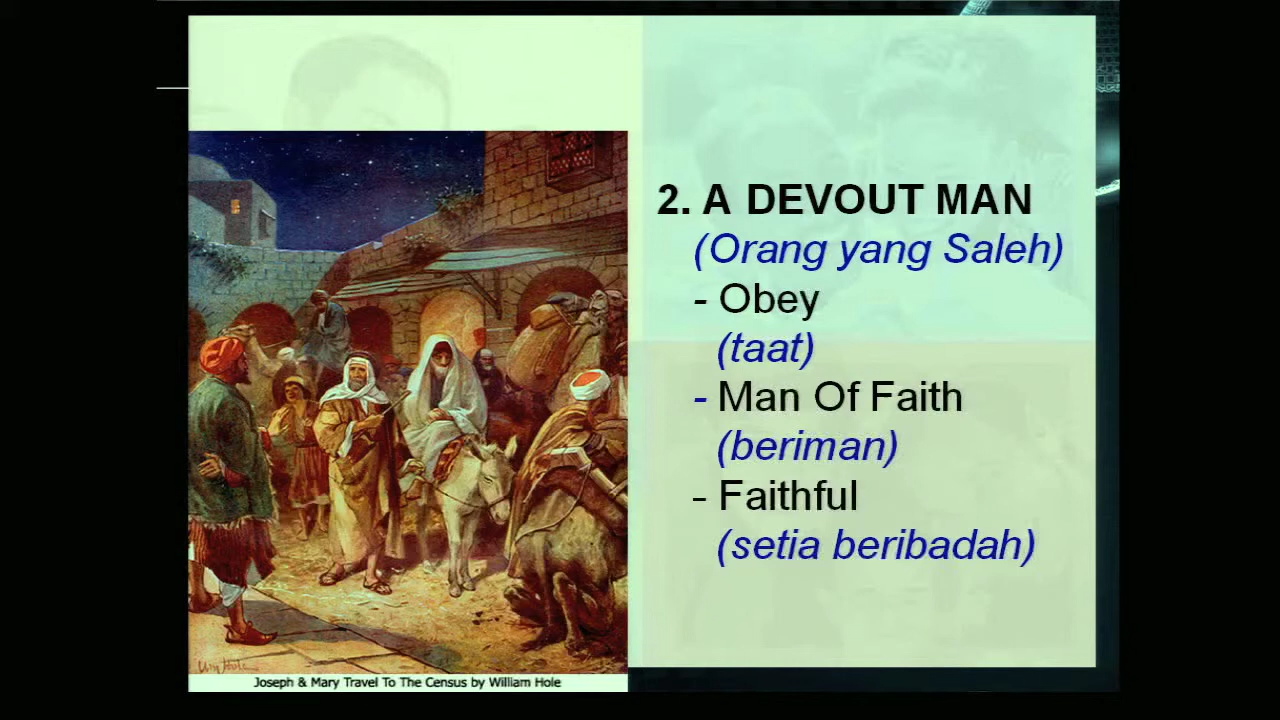 2. A DEVOUT MAN
(Orang yang Saleh)
- Obey
(taat)
- Man Of Faith
(beriman)
- Faithful
(setia beribadah)
Joseph & Mary Travel To The Census by William Hole